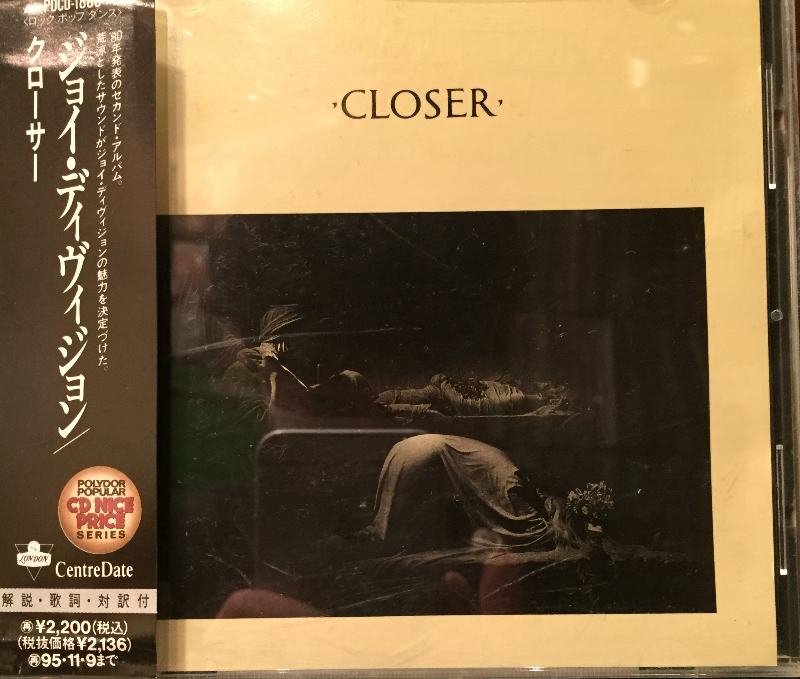 〈ロック ポップ ダンス〉
'80年発表のセカンド・アルバム。
荒涼としたサウンドがジョイ・ディヴィジョンの魅力を決定づけた。
ジョイ・ディヴィジョン/
クローサー
POLYDOR
POPULAR
CD NICE
PRICE
SERIES
LONDON
CentreDate
解説・歌詞・対訳付
再¥2,200(税込)
(税抜価格¥2,136)
再95・11・9まで
'CLOSER'